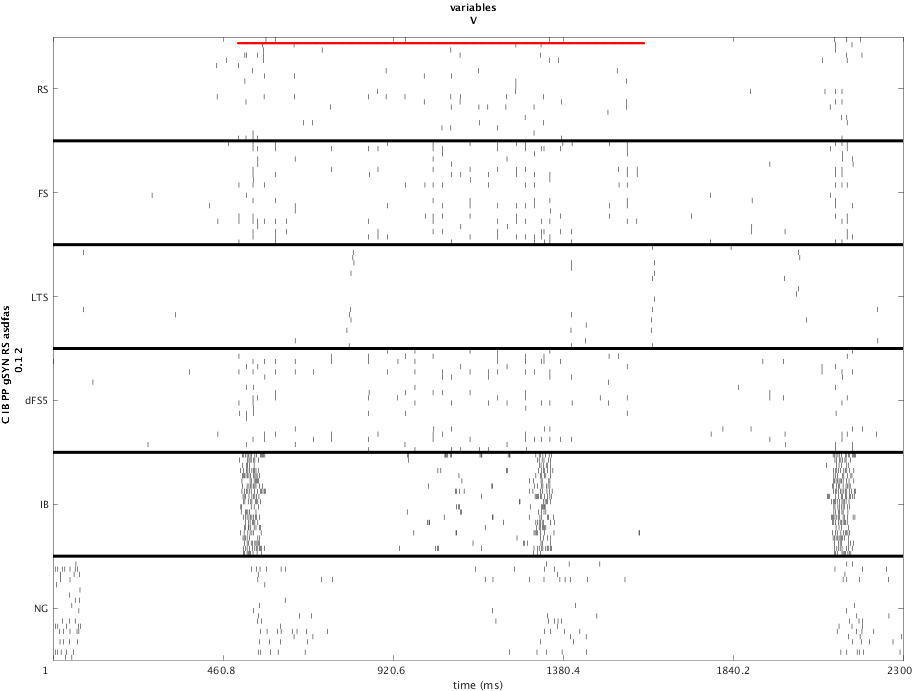 variables
V
RS
FS
LTS
dFS5
IB
NG
C IB PP gSYN RS asdfas
0.1 2
1
460.8
920.6
1380.4
1840.2
2300
time (ms)